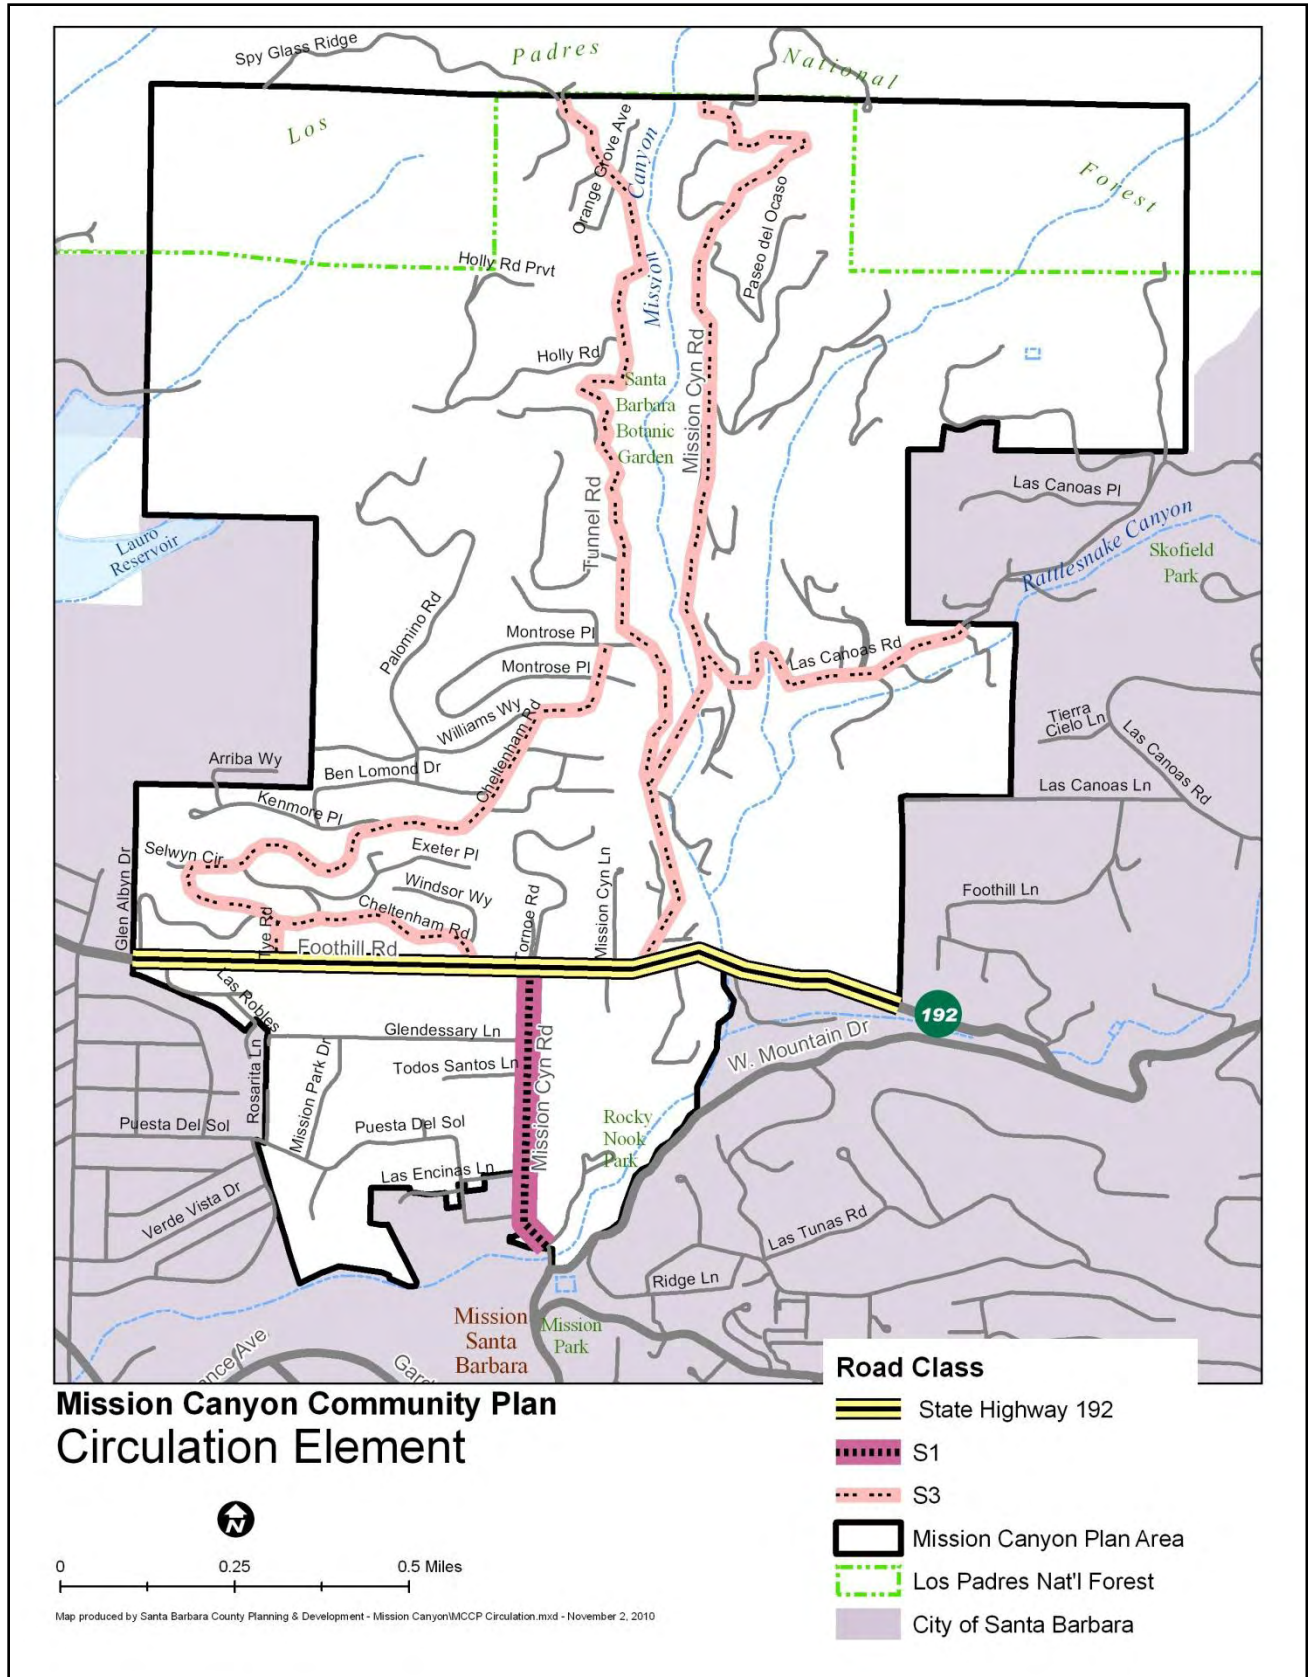 Spy Glass Ridge
Padres
National
Los
Forest
Orange Grove Ave
Canyon
Mission
Paseo del Ocaso
Holly Rd Prvt
Holly Rd
Santa
Barbara
Botanic
Garden
Mission Cyn Rd
Tunnel Rd
Las Canoas Pl
Rattlesnake Canyon
Skofield
Park
Lauro
Reservoir
Palomino Rd
Montrose Pl
Montrose Pl
Las Canoas Rd
Williams Wy
Cheltenham Rd
Tierra
Cielo Ln
Las Canoas Rd
Arriba Wy
Ben Lomond Dr
Kenmore Pl
Las Canoas Ln
Selwyn Cir
Exeter Pl
Windsor Wy
Cheltenham Rd
Glen Albyn Dr
Tye Rd
Tornoe Rd
Mission Cyn Ln
Foothill Ln
Foothill Rd
192
Las Robles
Glendessary Ln
Todos Santos Ln
Mission Cyn Rd
W. Mountain Dr
Rosarita Ln
Mission Park Dr
Puesta Del Sol
Puesta Del Sol
Rocky
Nook
Park
Las Encinas Ln
Verde Vista Dr
Las Tunas Rd
Ridge Ln
Mission
Santa
Barbara
Mission
Park
ance Ave
Gar
Mission Canyon Community Plan
Circulation Element
N
0 0.25 0.5 Miles
Map produced by Santa Barbara County Planning & Development - Mission Canyon\MCCP Circulation.mxd - November 2, 2010
Road Class
State Highway 192
S1
S3
Mission Canyon Plan Area
Los Padres Nat'l Forest
City of Santa Barbara